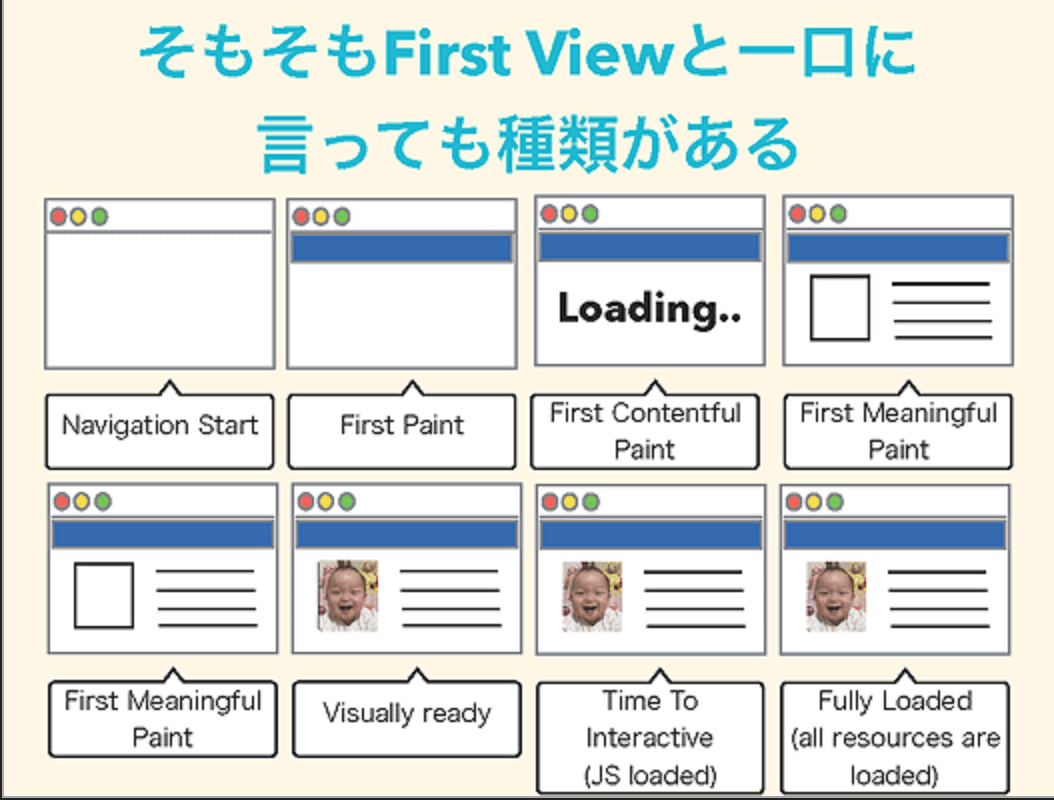 そもそもFirst Viewと一口に
言っても種類がある
Loading..
Navigation Start
First Paint
First Contentful
Paint
First Meaningful
Paint
First Meaningful
Paint
Visually ready
Time To
Interactive
(JS loaded)
Fully Loaded
(all resources are
loaded)